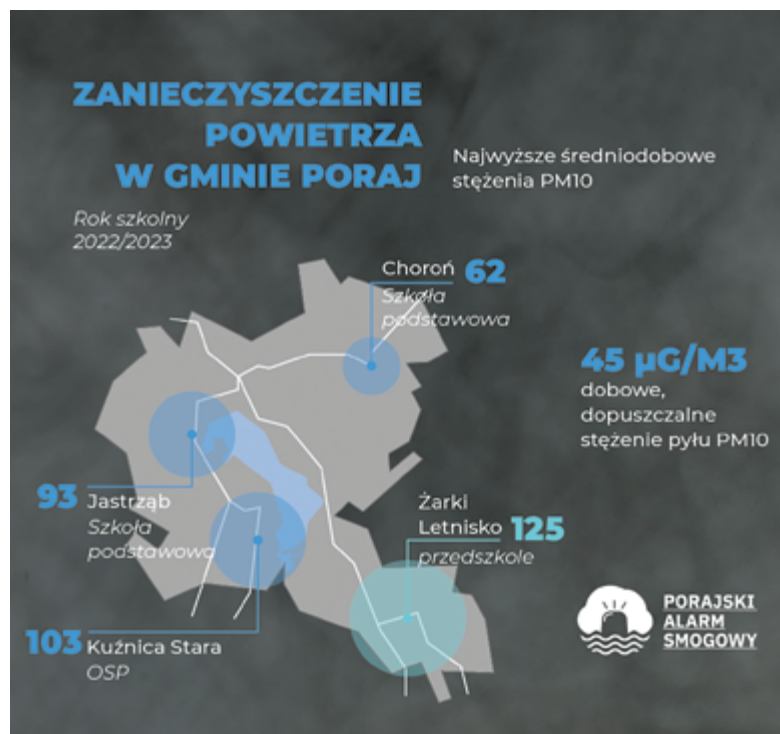 ZANIECZYSZCZENIE
POWIETRZA
W GMINIE PORAJ
Najwyższe średniodobowe
stężenia PM10
Rok szkolny
2022/2023
Choroń 62
Szkoła
podstawowa
45 µG/M3
dobowe,
dopuszczalne
stężenie pyłu PM10
93 Jastrząb
Szkoła
podstawowa
Żarki
Letnisko 125
przedszkole
103 Kuźnica Stara
OSP
PORAJSKI
ALARM
SMOGOWY